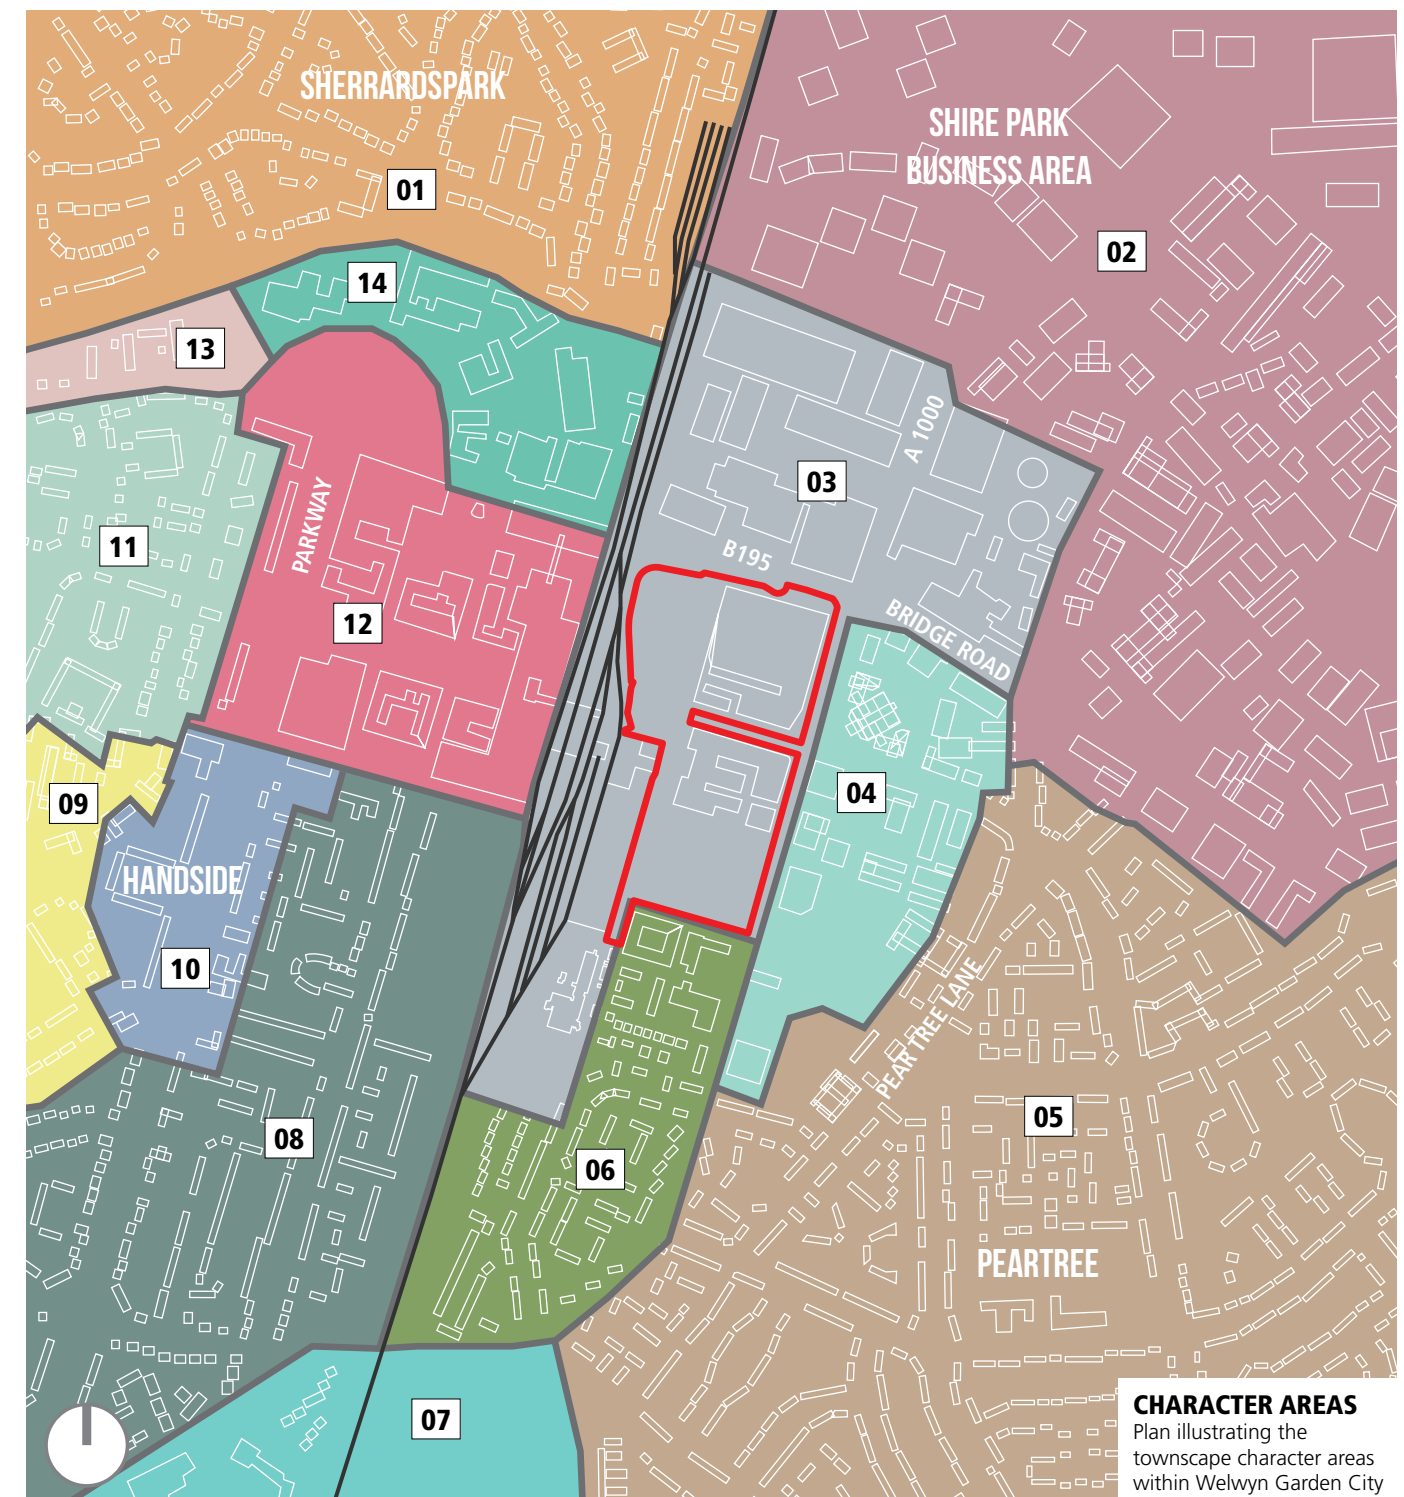 SHERRARDSPARK
SHIRE PARK
BUSINESS AREA
01
02
14
13
A 1000
03
PARKWAY
11
B195
12
BRIDGE ROAD
04
09
HANDSIDE
10
PEAR TREE LANE
05
08
06
PEARTREE
07
CHARACTER AREAS
Plan illustrating the
townscape character areas
within Welwyn Garden City